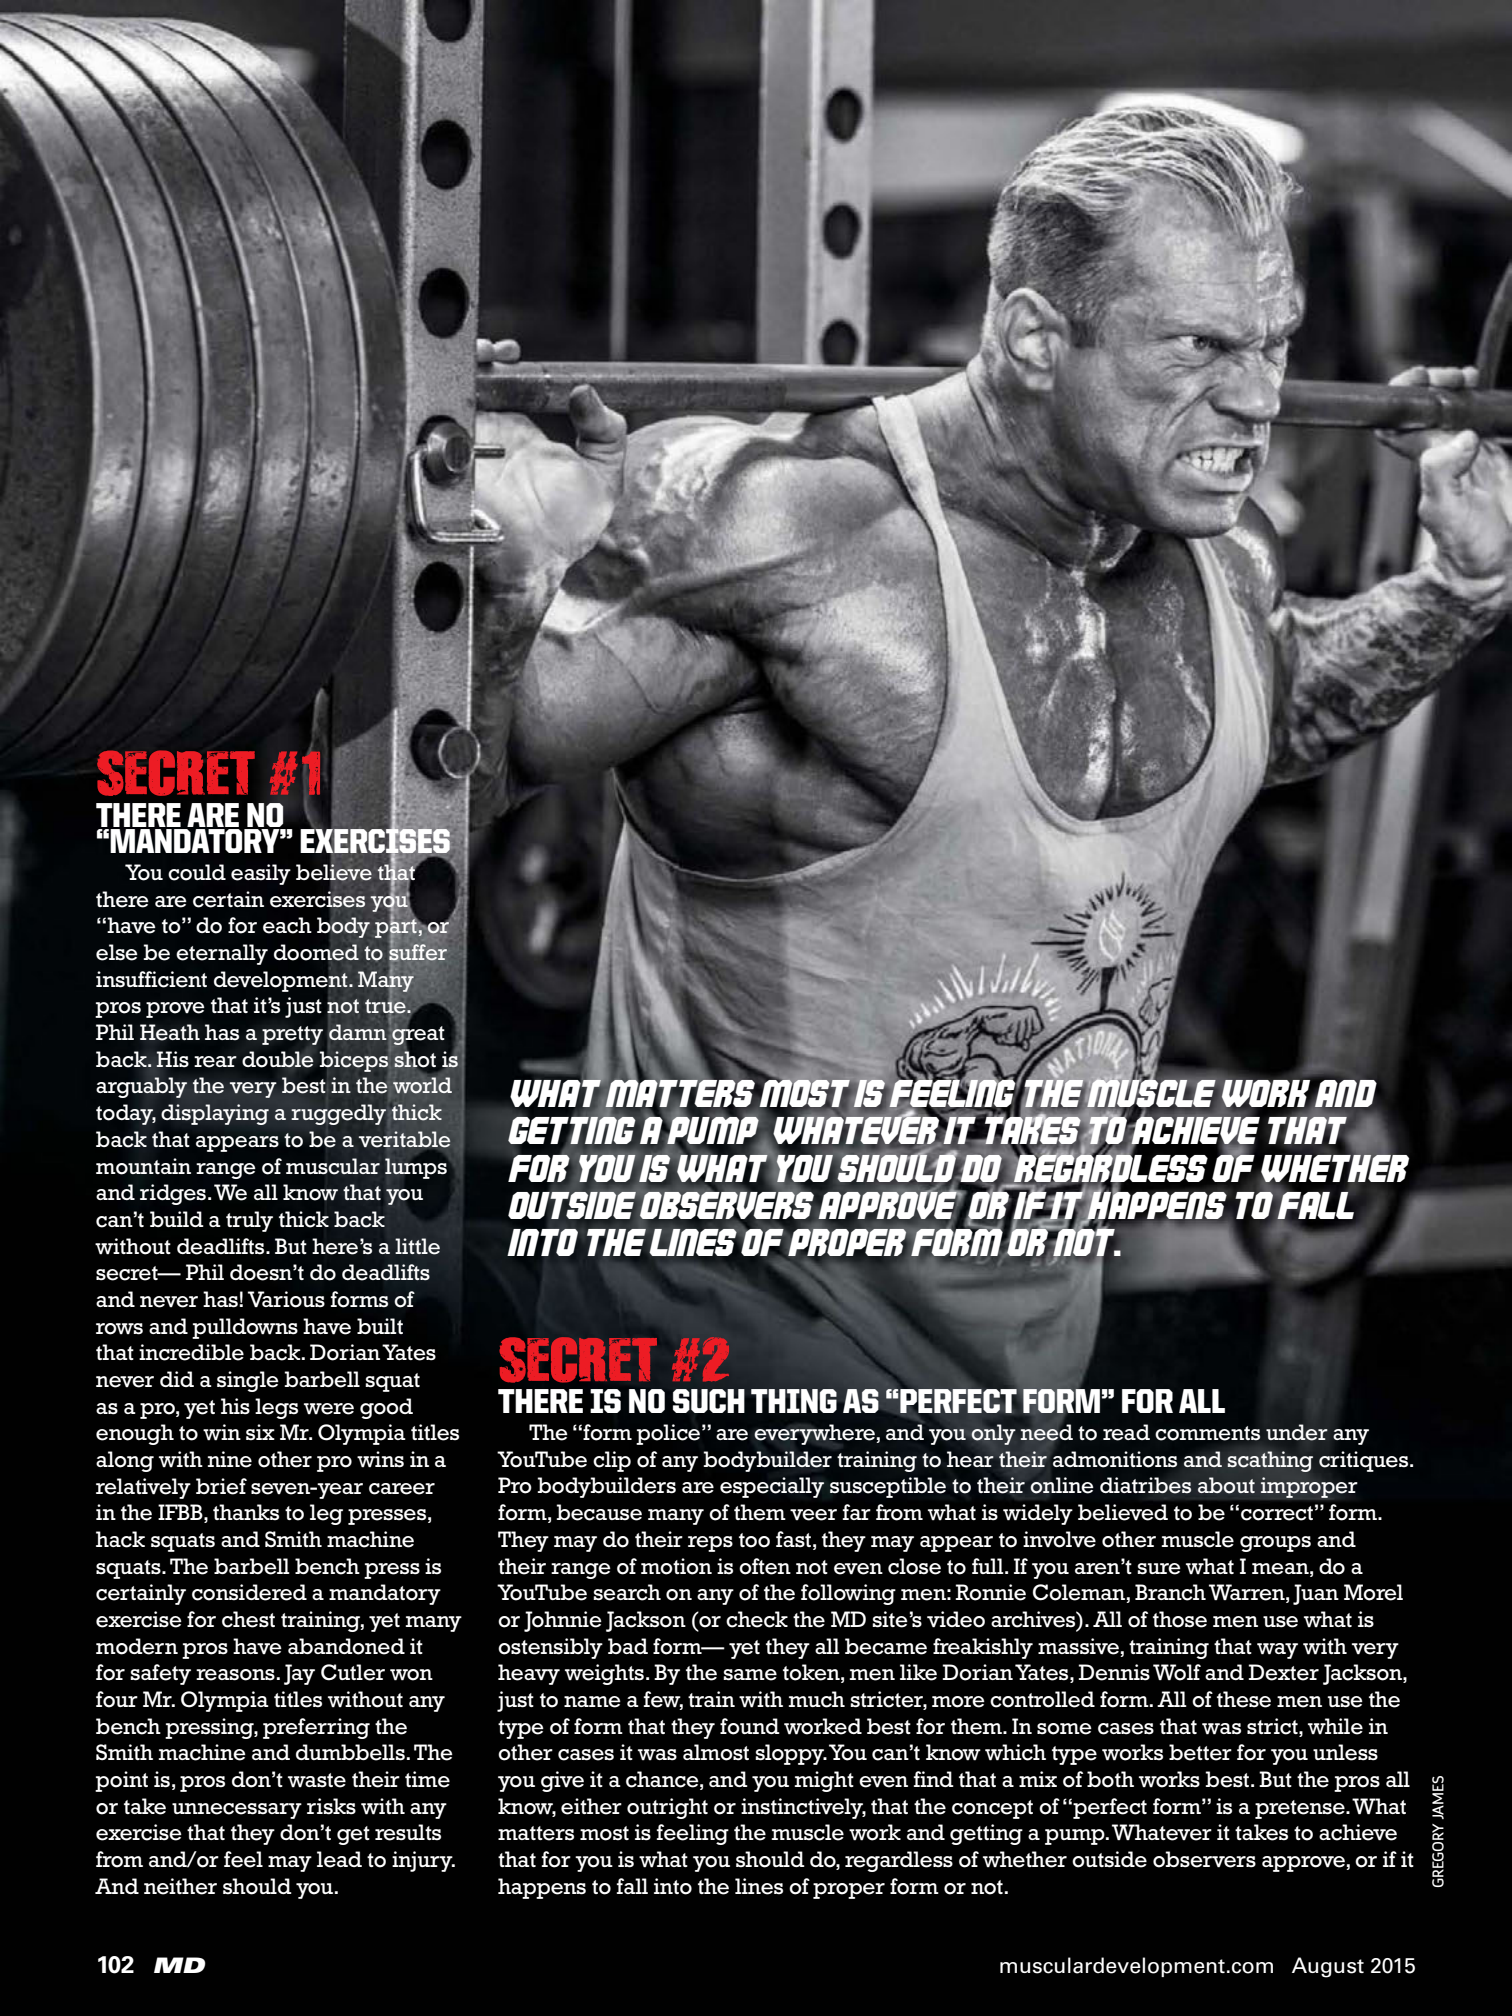 SECRET #1
THERE ARE NO
“MANDATORY” EXERCISES
You could easily believe that
there are certain exercises you
“have to” do for each body part, or
else be eternally doomed to suffer
insufficient development. Many
pros prove that it’s just not true.
Phil Heath has a pretty damn great
back. His rear double biceps shot is
arguably the very best in the world
today, displaying a ruggedly thick
back that appears to be a veritable
mountain range of muscular lumps
and ridges. We all know that you
can’t build a truly thick back
without deadlifts. But here’s a little
secret— Phil doesn’t do deadlifts
and never has! Various forms of
rows and pulldowns have built
that incredible back. Dorian Yates
never did a single barbell squat
as a pro, yet his legs were good
enough to win six Mr. Olympia titles
along with nine other pro wins in a
relatively brief seven-year career
in the IFBB, thanks to leg presses,
hack squats and Smith machine
squats. The barbell bench press is
certainly considered a mandatory
exercise for chest training, yet many
modern pros have abandoned it
for safety reasons. Jay Cutler won
four Mr. Olympia titles without any
bench pressing, preferring the
Smith machine and dumbbells. The
point is, pros don’t waste their time
or take unnecessary risks with any
exercise that they don’t get results
from and/or feel may lead to injury.
And neither should you.
NATIONAL
WHAT MATTERS MOST IS FEELING THE MUSCLE WORK AND
GETTING A PUMP WHATEVER IT TAKES TO ACHIEVE THAT
FOR YOU IS WHAT YOU SHOULD DO REGARDLESS OF WHETHER
OUTSIDE OBSERVERS APPROVE OR IF IT HAPPENS TO FALL
INTO THE LINES OF PROPER FORM OR NOT.
SECRET #2
THERE IS NO SUCH THING AS “PERFECT FORM” FOR ALL
The “form police” are everywhere, and you only need to read comments under any
YouTube clip of any bodybuilder training to hear their admonitions and scathing critiques.
Pro bodybuilders are especially susceptible to their online diatribes about improper
form, because many of them veer far from what is widely believed to be “correct” form.
They may do their reps too fast, they may appear to involve other muscle groups and
their range of motion is often not even close to full. If you aren’t sure what I mean, do a
YouTube search on any of the following men: Ronnie Coleman, Branch Warren, Juan Morel
or Johnnie Jackson (or check the MD site’s video archives). All of those men use what is
ostensibly bad form— yet they all became freakishly massive, training that way with very
heavy weights. By the same token, men like Dorian Yates, Dennis Wolf and Dexter Jackson,
just to name a few, train with much stricter, more controlled form. All of these men use the
type of form that they found worked best for them. In some cases that was strict, while in
other cases it was almost sloppy. You can’t know which type works better for you unless
you give it a chance, and you might even find that a mix of both works best. But the pros all
know, either outright or instinctively, that the concept of “perfect form” is a pretense. What
matters most is feeling the muscle work and getting a pump. Whatever it takes to achieve
that for you is what you should do, regardless of whether outside observers approve, or if it
happens to fall into the lines of proper form or not.
GREGORY JAMES
102 MD
musculardevelopment.com August 2015